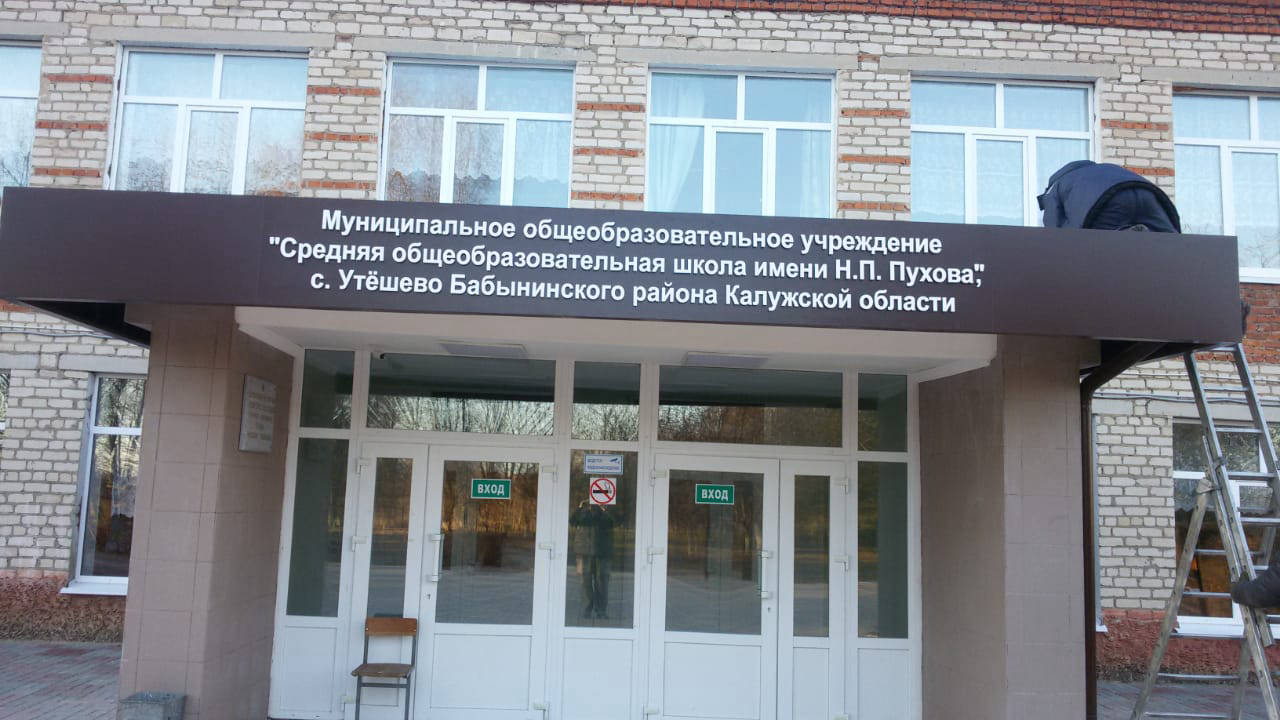 Муниципальное общеобразовательное учреждение
"Средняя общеобразовательная школа имени Н.П. Пухова",
с. Утёшево Бабынинского района Калужской области
ВХОД
ВХОД